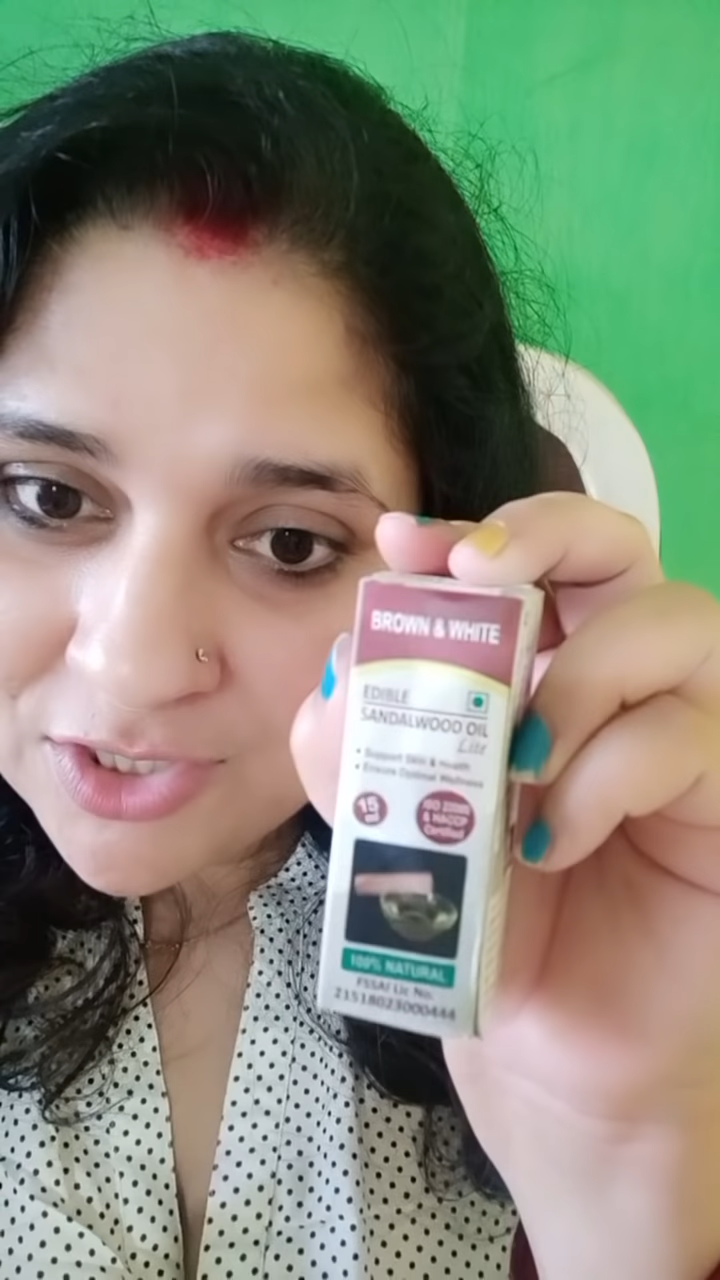 BROWN & WHITE
EDIBLE
SANDALWOOD OIL
Lite
• Support Skin & Health
• Ensure Optimal Wellness
15
ml
ISO 22000
& HACCP
Certified
100% NATURAL
FSSAI Lic No.
21518023000444